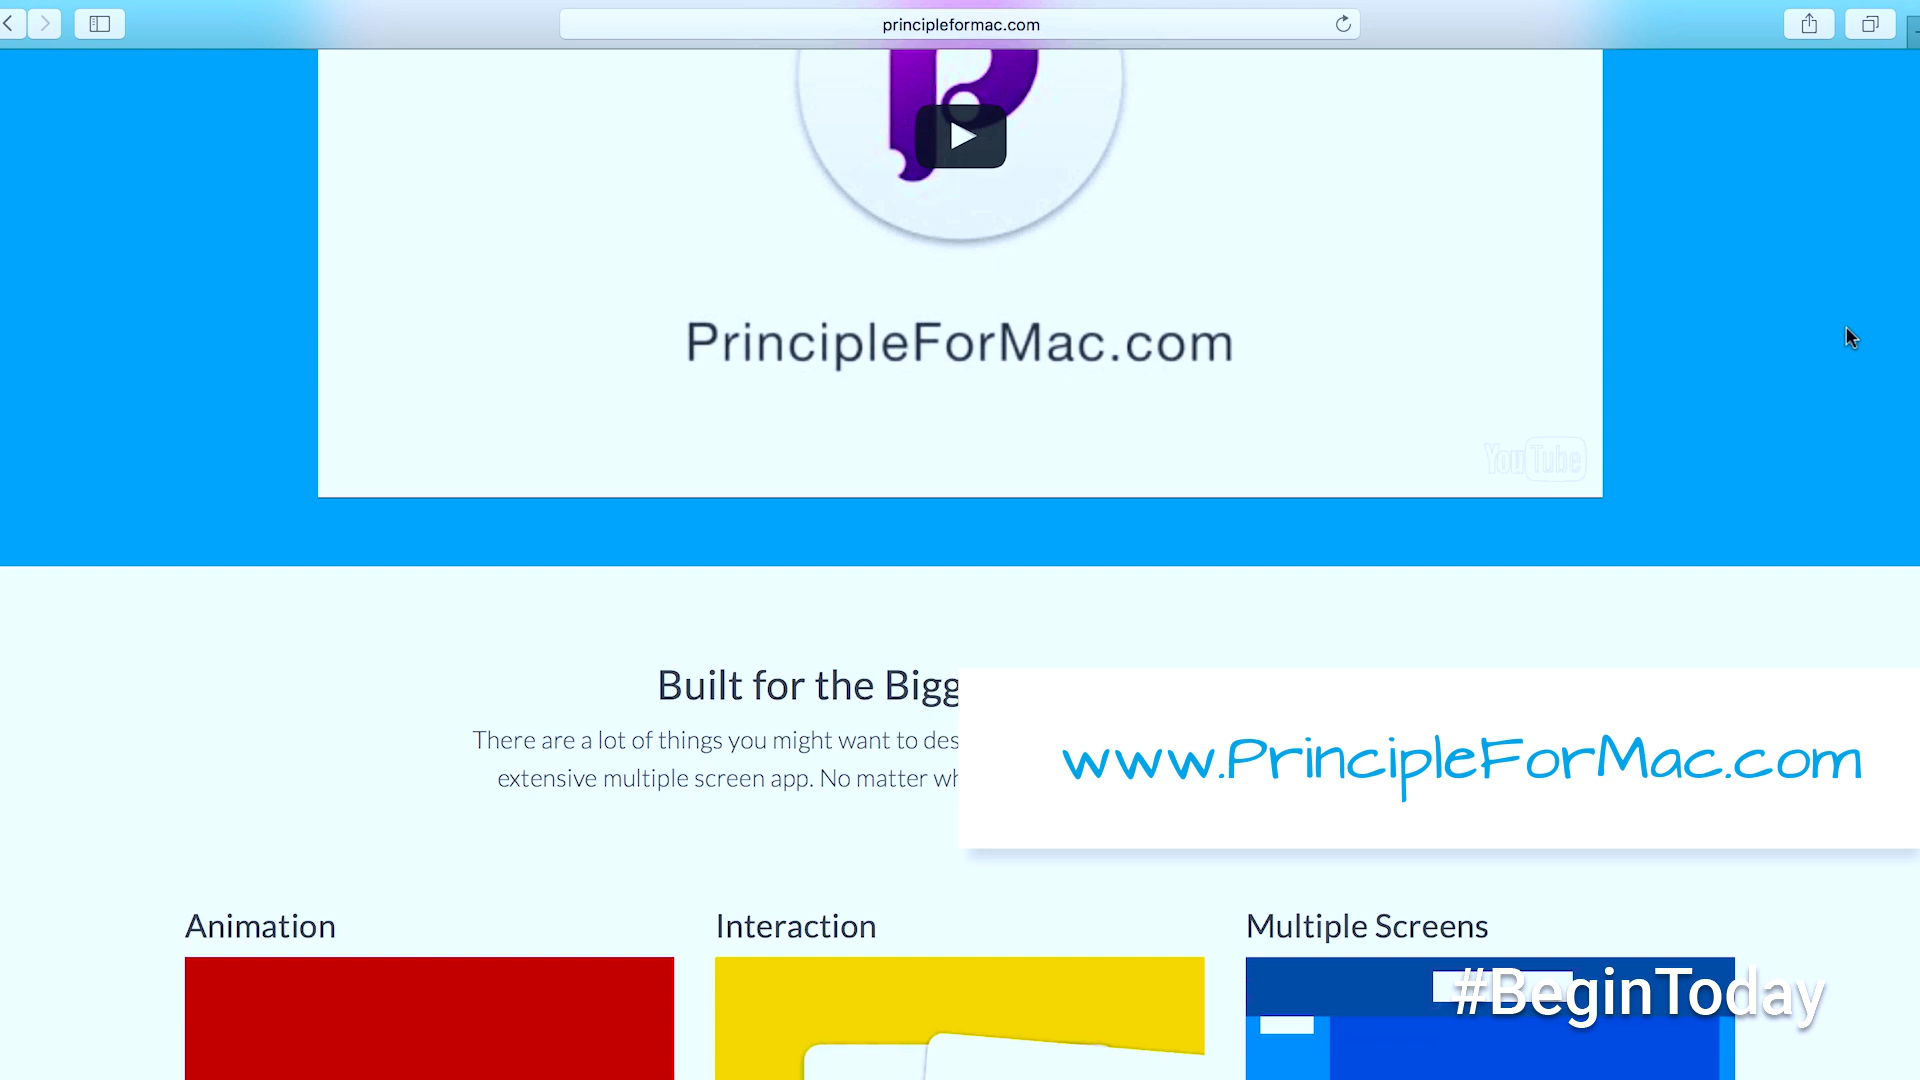 principleformac.com
PrincipleForMac.com
YouTube
Built for the Bigg
There are a lot of things you might want to des
extensive multiple screen app. No matter wh
www.PrincipleForMac.com
Animation
Interaction
Multiple Screens
#BeginToday